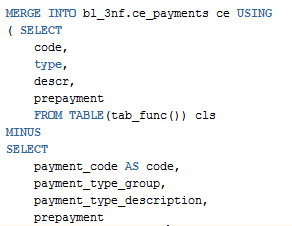 MERGE INTO bl_3nf.ce_payments ce USING
( SELECT
code,
type,
descr,
prepayment
FROM TABLE(tab_func()) cls
MINUS
SELECT
payment_code AS code,
payment_type_group,
payment_type_description,
prepayment